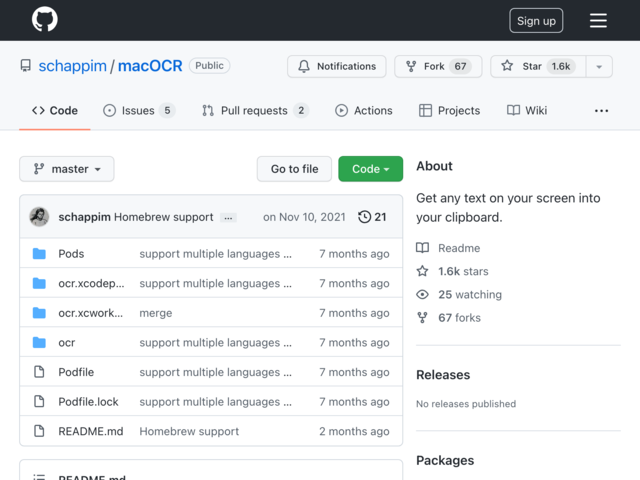 Sign up
schappim / macOCR Public
Notifications
Fork 67
Star 1.6k
Code
Issues 5
Pull requests 2
Actions
Projects
Wiki
master
Go to file
Code
schappim Homebrew support ... on Nov 10, 2021 21
Pods support multiple languages ... 7 months ago
ocr.xcodep... support multiple languages ... 7 months ago
ocr.xcwork... merge 7 months ago
ocr support multiple languages ... 7 months ago
Podfile support multiple languages ... 7 months ago
Podfile.lock support multiple languages ... 7 months ago
README.md Homebrew support 2 months ago
README.md
About
Get any text on your screen into
your clipboard.
Readme
1.6k stars
25 watching
67 forks
Releases
No releases published
Packages